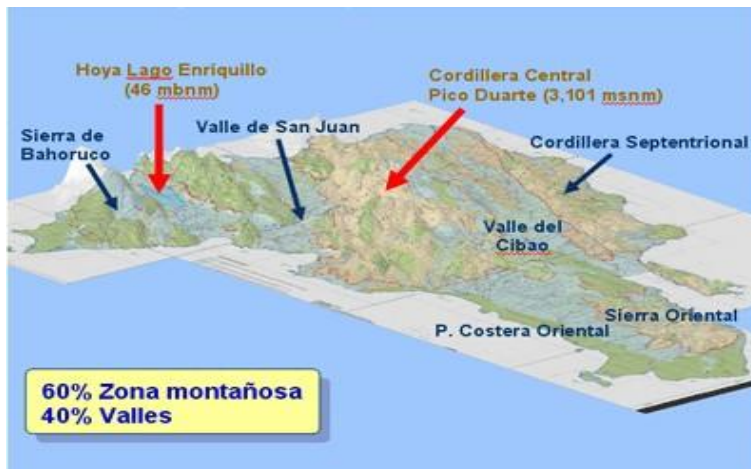 Hoya Lago Enriquillo
(46 mbnm)
Cordillera Central
Pico Duarte (3,101 msnm)
Sierra de
Bahoruco
Valle de San Juan
Cordillera Septentrional
Valle del
Cibao
Sierra Oriental
P. Costera Oriental
60% Zona montañosa
40% Valles